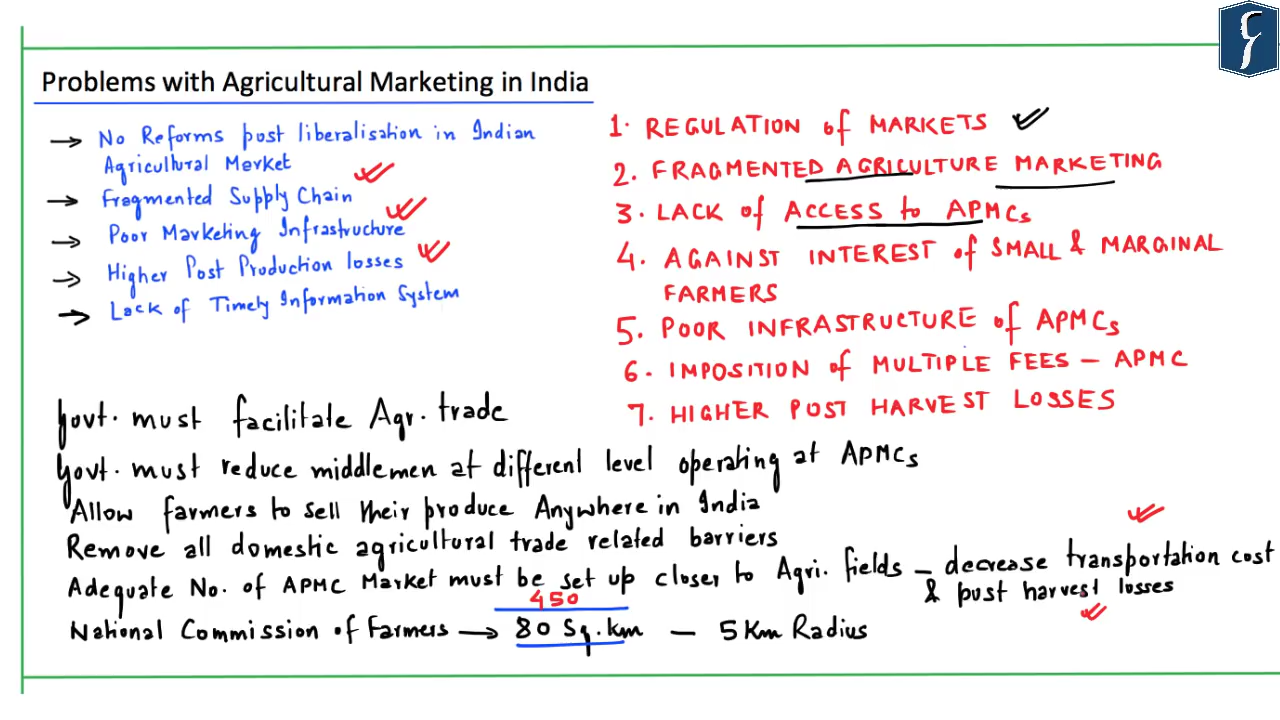 Problems with Agricultural Marketing in India
→ No Reforms post liberalisation in Indian
Agricultural Market
→ Fragmented Supply Chain
→ Poor Marketing Infrastructure
→ Higher Post Production losses
→ Lack of Timely Information System
1. REGULATION of MARKETS
2. FRAGMENTED AGRICULTURE MARKETING
3. LACK of ACCESS to APMCs
4. AGAINST INTEREST of SMALL & MARGINAL
FARMERS
5. POOR INFRASTRUCTURE of APMCs
6. IMPOSITION of MULTIPLE FEES – APMC
7. HIGHER POST HARVEST LOSSES
Govt. must facilitate Agr. trade
Govt. must reduce middlemen at different level operating at APMCs
Allow farmers to sell their produce Anywhere in India
Remove all domestic agricultural trade related barriers
Adequate No. of APMC Market must be set up closer to Agri. fields – decrease transportation cost
& post harvest losses
450
National Commission of Farmers → 80 Sq.km – 5 Km Radius